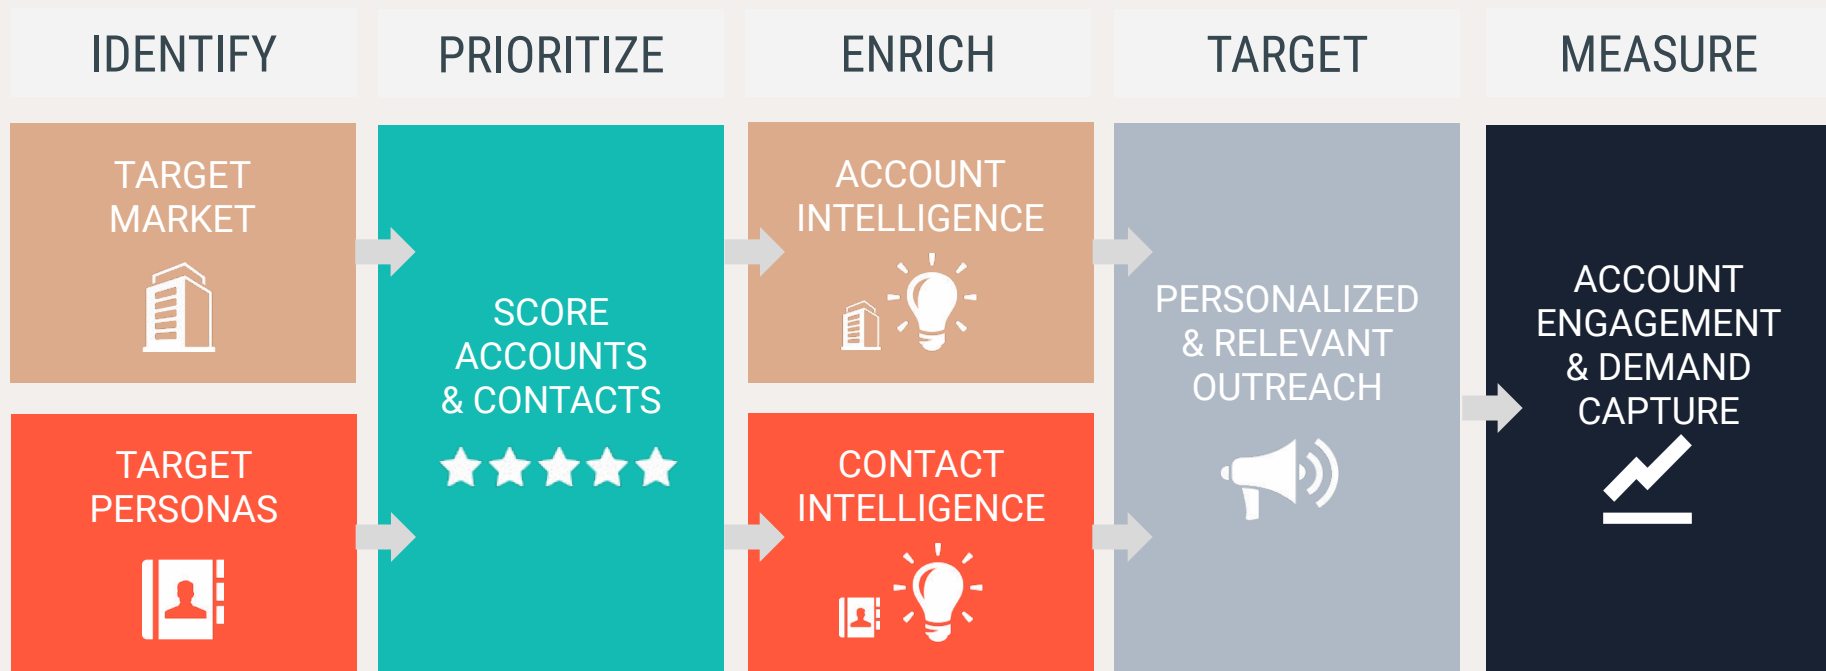 IDENTIFY
PRIORITIZE
ENRICH
TARGET
MEASURE
TARGET
MARKET
TARGET
PERSONAS
SCORE
ACCOUNTS
& CONTACTS
ACCOUNT
INTELLIGENCE
CONTACT
INTELLIGENCE
PERSONALIZED
& RELEVANT
OUTREACH
ACCOUNT
ENGAGEMENT
& DEMAND
CAPTURE